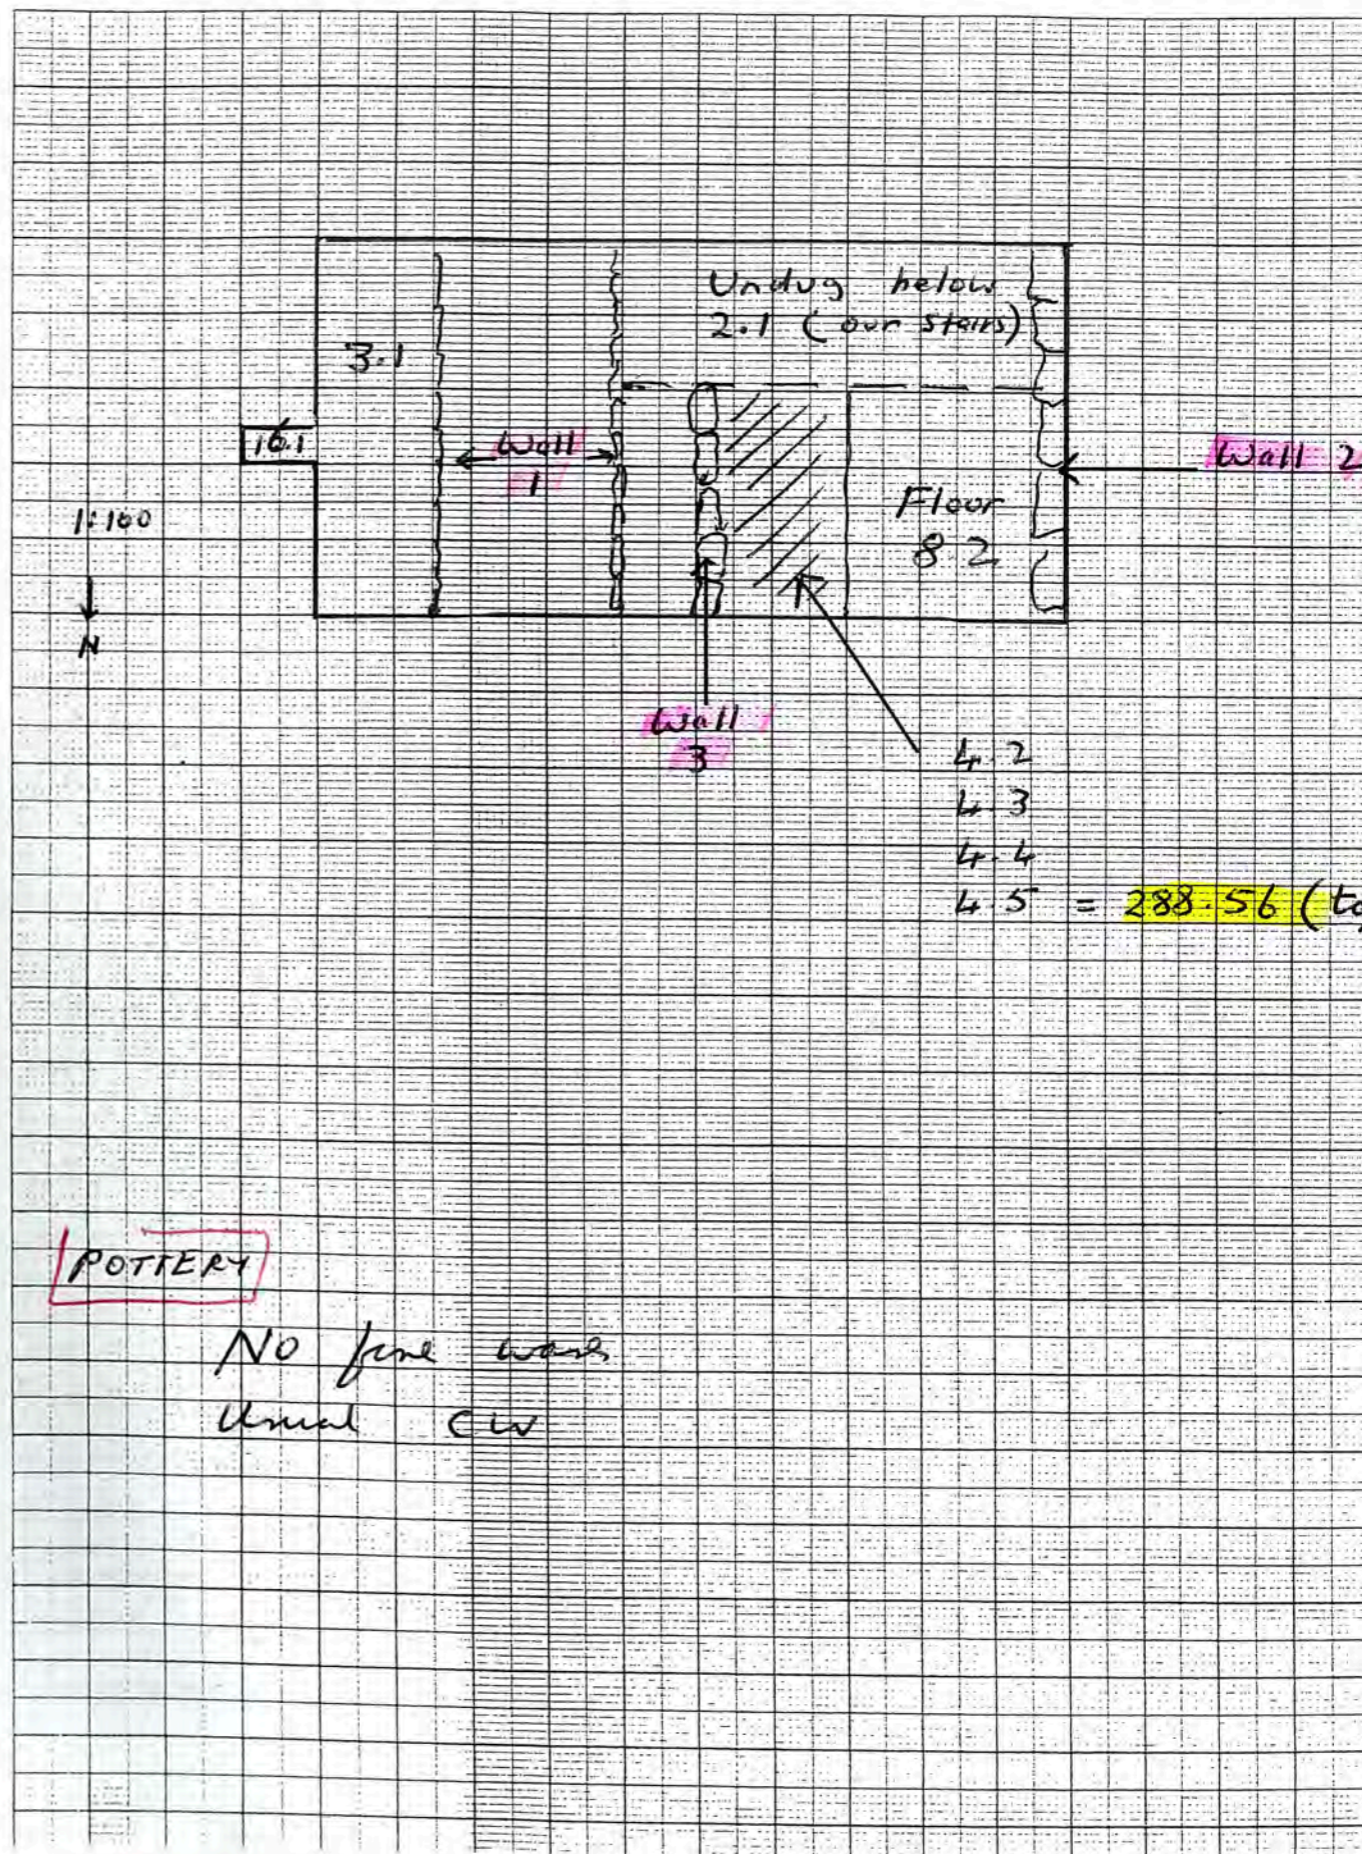 Undug below
2.1 (our stairs)
3.1
16.1
Wall
1
Wall 2
Floor
8.2
1:100
N
Wall
3
4.2
4.3
4.4
4.5 = 288.56 (to
POTTERY
No fine wares
Usual CW